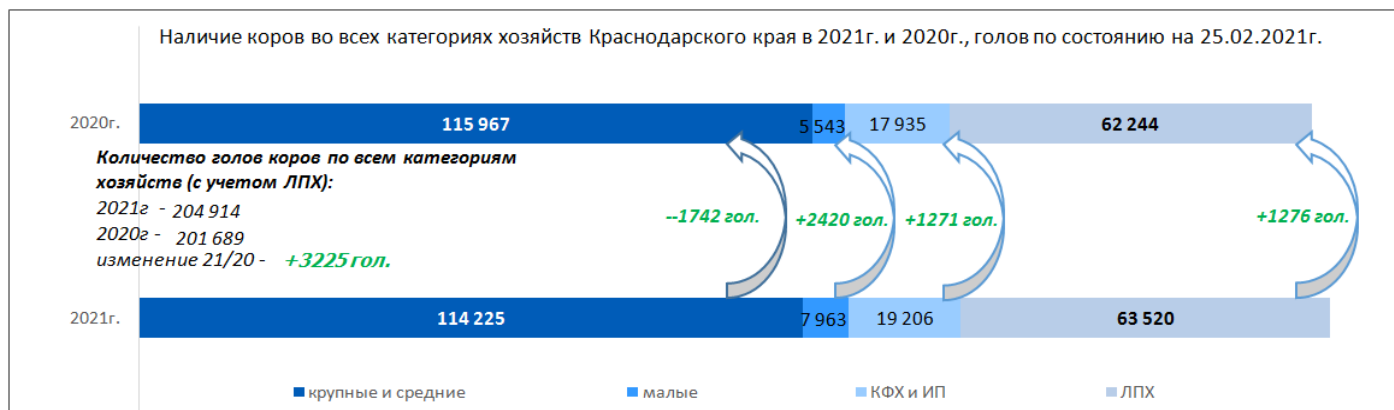 Наличие коров во всех категориях хозяйств Краснодарского края в 2021г. и 2020г., голов по состоянию на 25.02.2021г.
2020г.
115 967
5 543
17 935
62 244
Количество голов коров по всем категориям
хозяйств (с учетом ЛПХ):
2021г - 204 914
2020г - 201 689
изменение 21/20 - +3225 гол.
--1742 гол.
+2420 гол.
+1271 гол.
+1276 гол.
2021г.
114 225
7 963
19 206
63 520
крупные и средние
малые
КФХ и ИП
ЛПХ